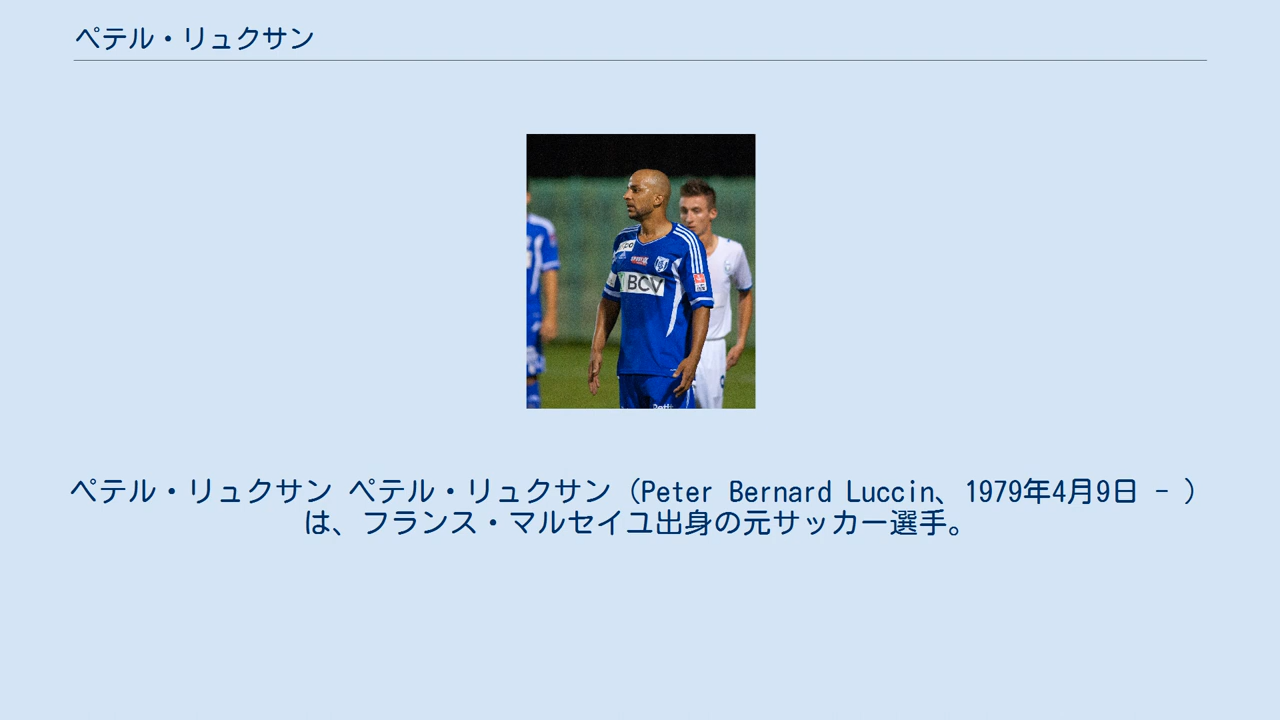 ペテル・リュクサン
BCV
ペテル・リュクサン ペテル・リュクサン（Peter Bernard Luccin、1979年4月9日 - ）
は、フランス・マルセイユ出身の元サッカー選手。